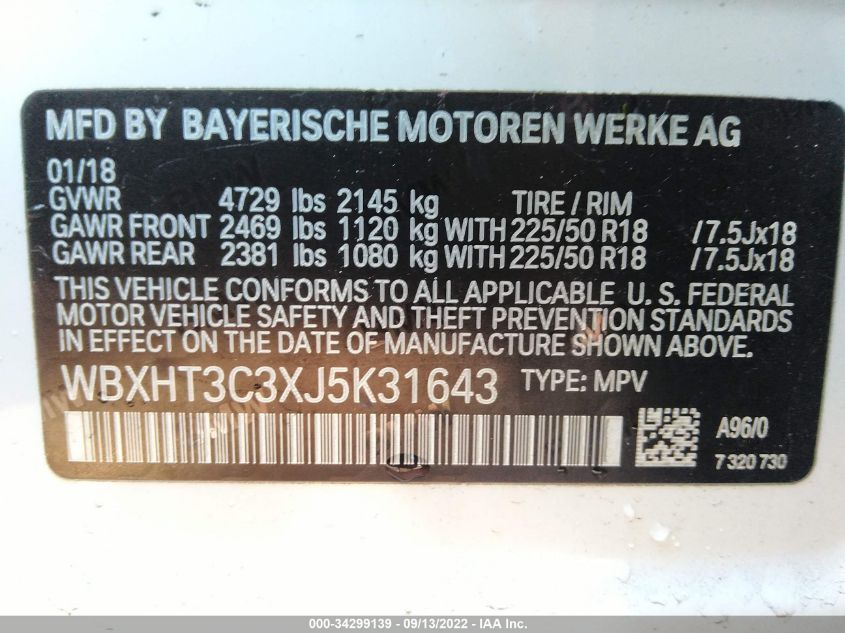 MFD BY BAYERISCHE MOTOREN WERKE AG
01/18
GVWR 4729 lbs 2145 kg TIRE / RIM
GAWR FRONT 2469 lbs 1120 kg WITH 225/50 R18 /7.5Jx18
GAWR REAR 2381 lbs 1080 kg WITH 225/50 R18 /7.5Jx18
THIS VEHICLE CONFORMS TO ALL APPLICABLE U. S. FEDERAL
MOTOR VEHICLE SAFETY AND THEFT PREVENTION STANDARDS
IN EFFECT ON THE DATE OF MANUFACTURE SHOWN ABOVE.
WBXHT3C3XJ5K31643 TYPE: MPV
A96/0
7 320 730
000-34299139 - 09/13/2022 - IAA Inc.